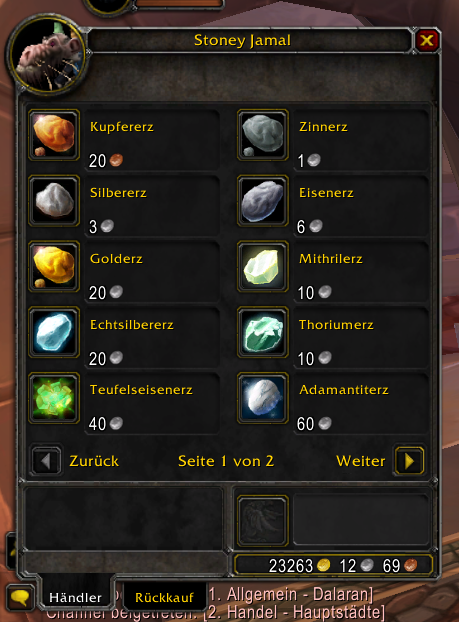 Stoney Jamal
Kupfererz
20
Zinnerz
1
Silbererz
3
Eisenerz
6
Golderz
20
Mithrilerz
10
Echtsilbererz
20
Thoriumerz
10
Teufelseisenerz
40
Adamantiterz
60
Zurück Seite 1 von 2 Weiter
23263 12 69
Händler Rückkauf
1. Allgemein - Dalaran]
Channel beigetreten: [2. Handel - Hauptstädte]